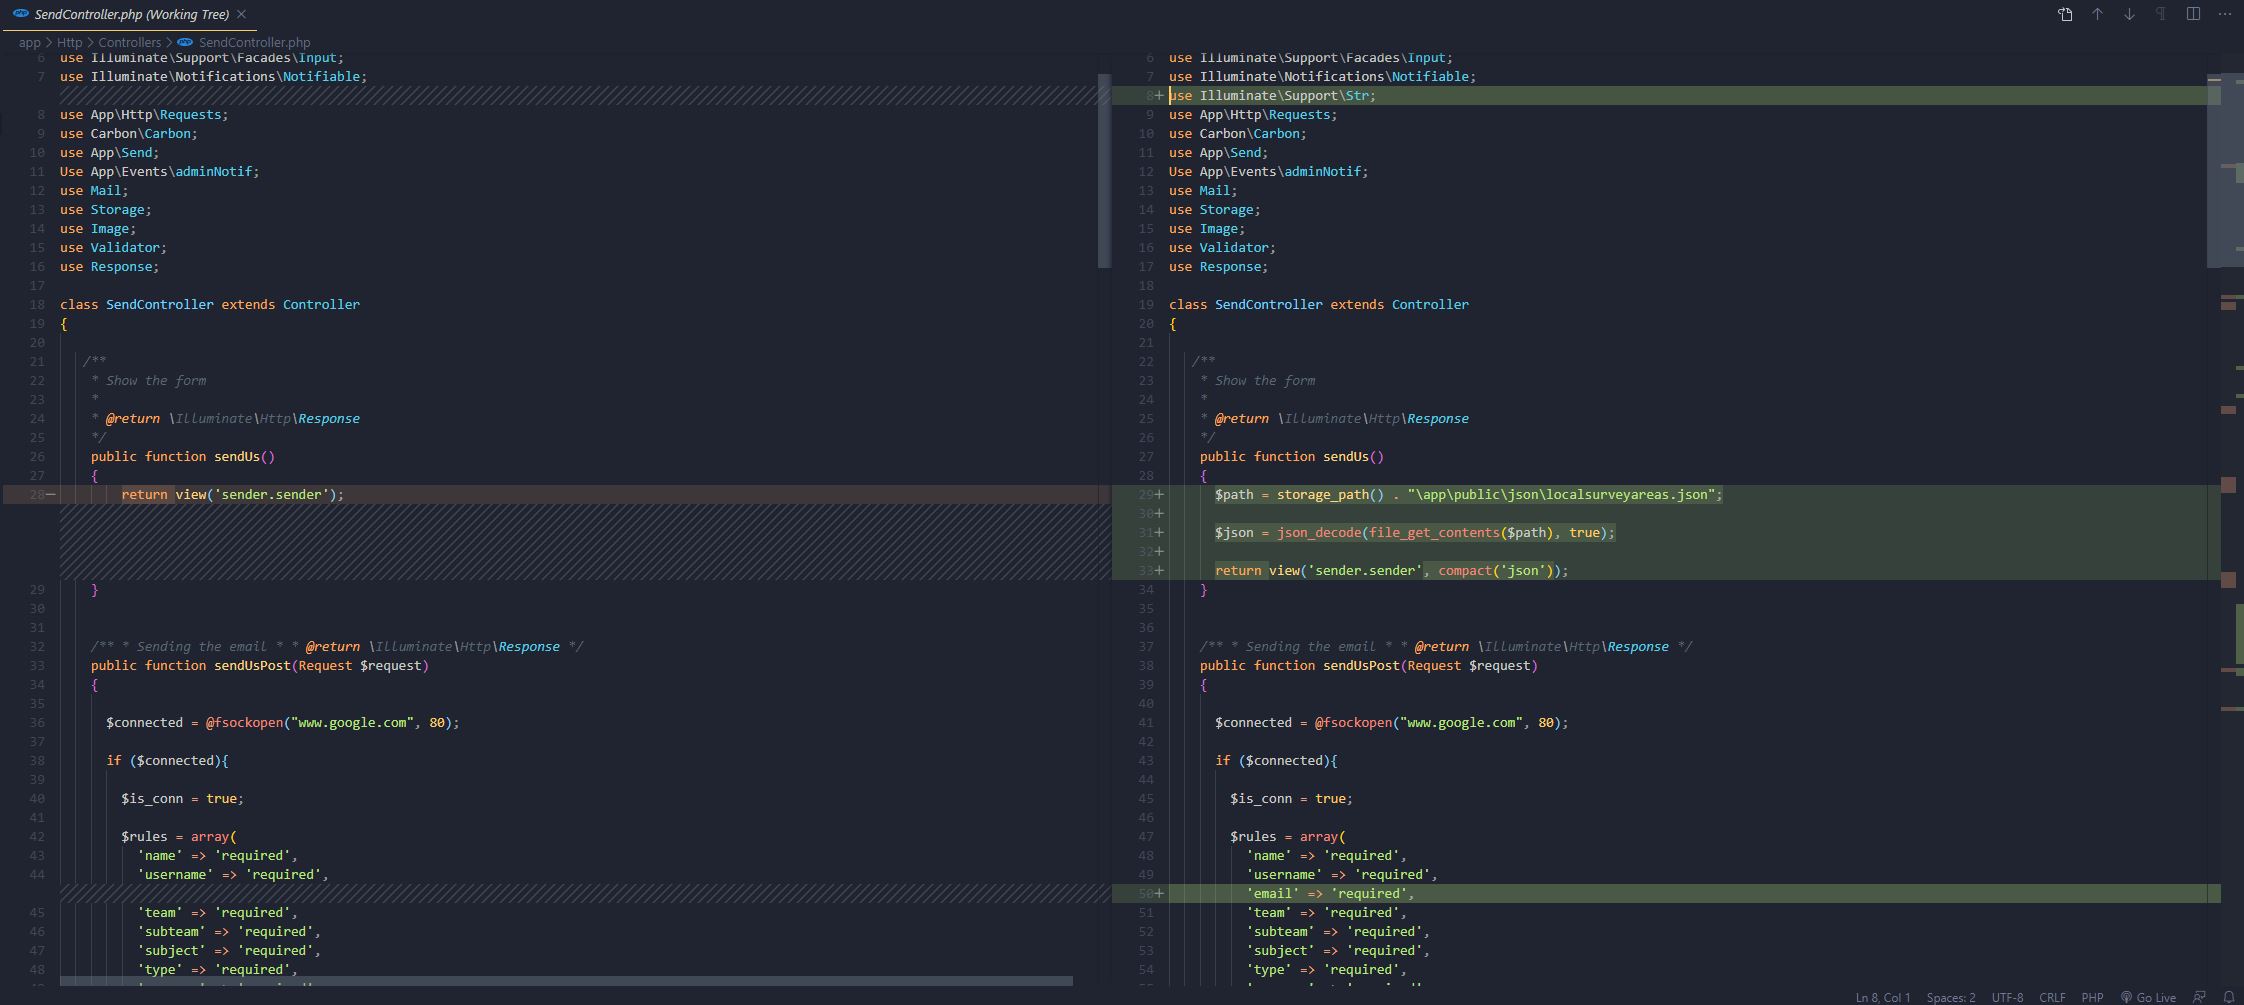 SendController.php (Working Tree)
app > Http > Controllers > SendController.php
6 use Illuminate\Support\Facades\Input;
7 use Illuminate\Notifications\Notifiable;
8 use App\Http\Requests;
9 use Carbon\Carbon;
10 use App\Send;
11 Use App\Events\adminNotif;
12 use Mail;
13 use Storage;
14 use Image;
15 use Validator;
16 use Response;
17
18 class SendController extends Controller
19 {
20
21 /**
22 * Show the form
23 *
24 * @return \Illuminate\Http\Response
25 */
26 public function sendUs()
27 {
28− return view('sender.sender');
29 }
30
31
32 /** * Sending the email * * @return \Illuminate\Http\Response */
33 public function sendUsPost(Request $request)
34 {
35
36 $connected = @fsockopen("www.google.com", 80);
37
38 if ($connected){
39
40 $is_conn = true;
41
42 $rules = array(
43 'name' => 'required',
44 'username' => 'required',
45 'team' => 'required',
46 'subteam' => 'required',
47 'subject' => 'required',
48 'type' => 'required',
6 use Illuminate\Support\Facades\Input;
7 use Illuminate\Notifications\Notifiable;
8+ use Illuminate\Support\Str;
9 use App\Http\Requests;
10 use Carbon\Carbon;
11 use App\Send;
12 Use App\Events\adminNotif;
13 use Mail;
14 use Storage;
15 use Image;
16 use Validator;
17 use Response;
18
19 class SendController extends Controller
20 {
21
22 /**
23 * Show the form
24 *
25 * @return \Illuminate\Http\Response
26 */
27 public function sendUs()
28 {
29+ $path = storage_path() . "\app\public\json\localsurveyareas.json";
30+
31+ $json = json_decode(file_get_contents($path), true);
32+
33+ return view('sender.sender', compact('json'));
34 }
35
36
37 /** * Sending the email * * @return \Illuminate\Http\Response */
38 public function sendUsPost(Request $request)
39 {
40
41 $connected = @fsockopen("www.google.com", 80);
42
43 if ($connected){
44
45 $is_conn = true;
46
47 $rules = array(
48 'name' => 'required',
49 'username' => 'required',
50+ 'email' => 'required',
51 'team' => 'required',
52 'subteam' => 'required',
53 'subject' => 'required',
54 'type' => 'required',
Ln 8, Col 1 Spaces: 2 UTF-8 CRLF PHP Go Live